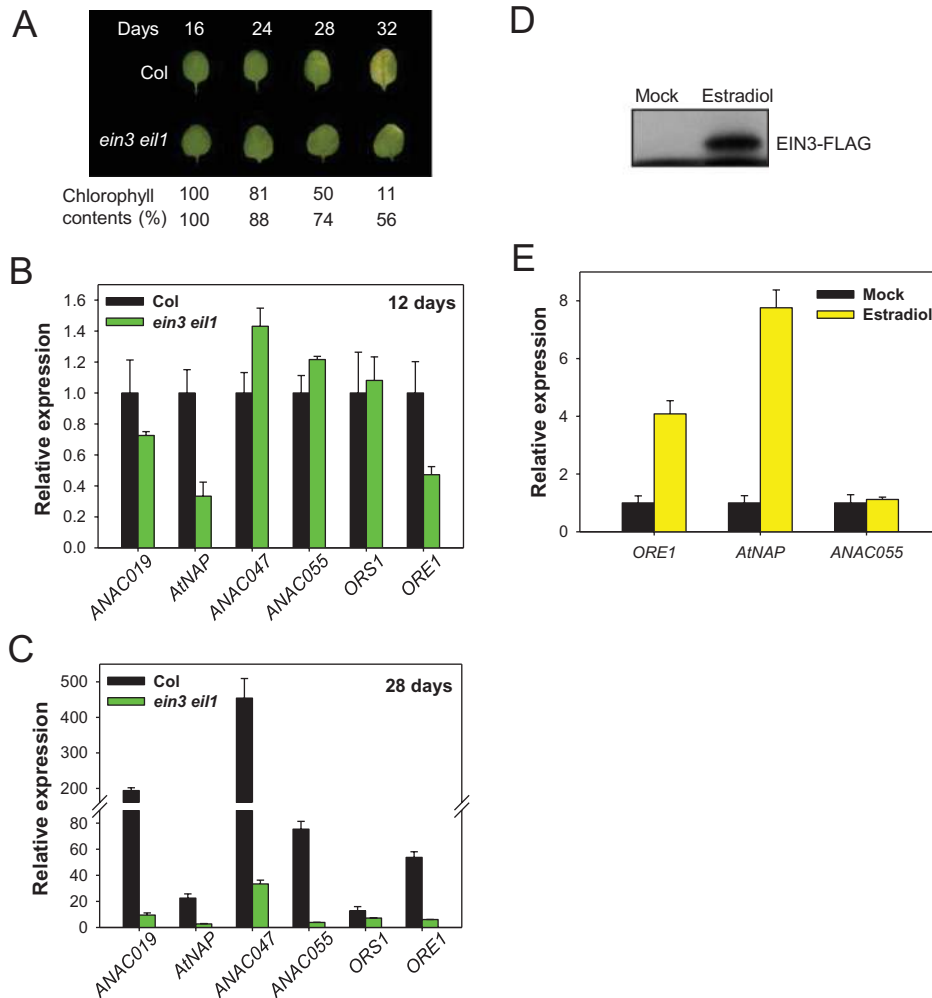 A
Days 16 24 28 32
Col
ein3 eil1
Chlorophyll contents (%)
100 81 50 11
100 88 74 56
B
Relative expression
1.6
1.4
1.2
1.0
0.8
0.6
0.4
0.2
0.0
Col
ein3 eil1
12 days
ANAC019 AtNAP ANAC047 ANAC055 ORS1 ORE1
C
Relative expression
500
400
300
200
80
60
40
20
0
Col
ein3 eil1
28 days
ANAC019 AtNAP ANAC047 ANAC055 ORS1 ORE1
D
Mock Estradiol
EIN3-FLAG
E
Relative expression
8
6
4
2
0
Mock
Estradiol
ORE1 AtNAP ANAC055